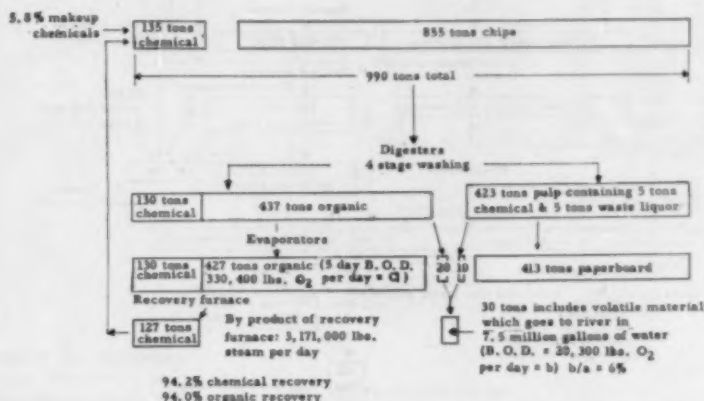 5.8% makeup
chemicals
135 tons
chemical
855 tons chips
990 tons total
Digesters
4 stage washing
130 tons
chemical
437 tons organic
423 tons pulp containing 5 tons
chemical & 5 tons waste liquor
Evaporators
130 tons
chemical
427 tons organic (5 day B.O.D.
330,400 lbs. O2 per day = a)
20
10
413 tons paperboard
Recovery furnace
127 tons
chemical
By product of recovery
furnace: 3,171,000 lbs.
steam per day
30 tons includes volatile material
which goes to river in
7.5 million gallons of water
(B.O.D. = 20,300 lbs. O2
per day = b) b/a = 6%
94.2% chemical recovery
94.0% organic recovery